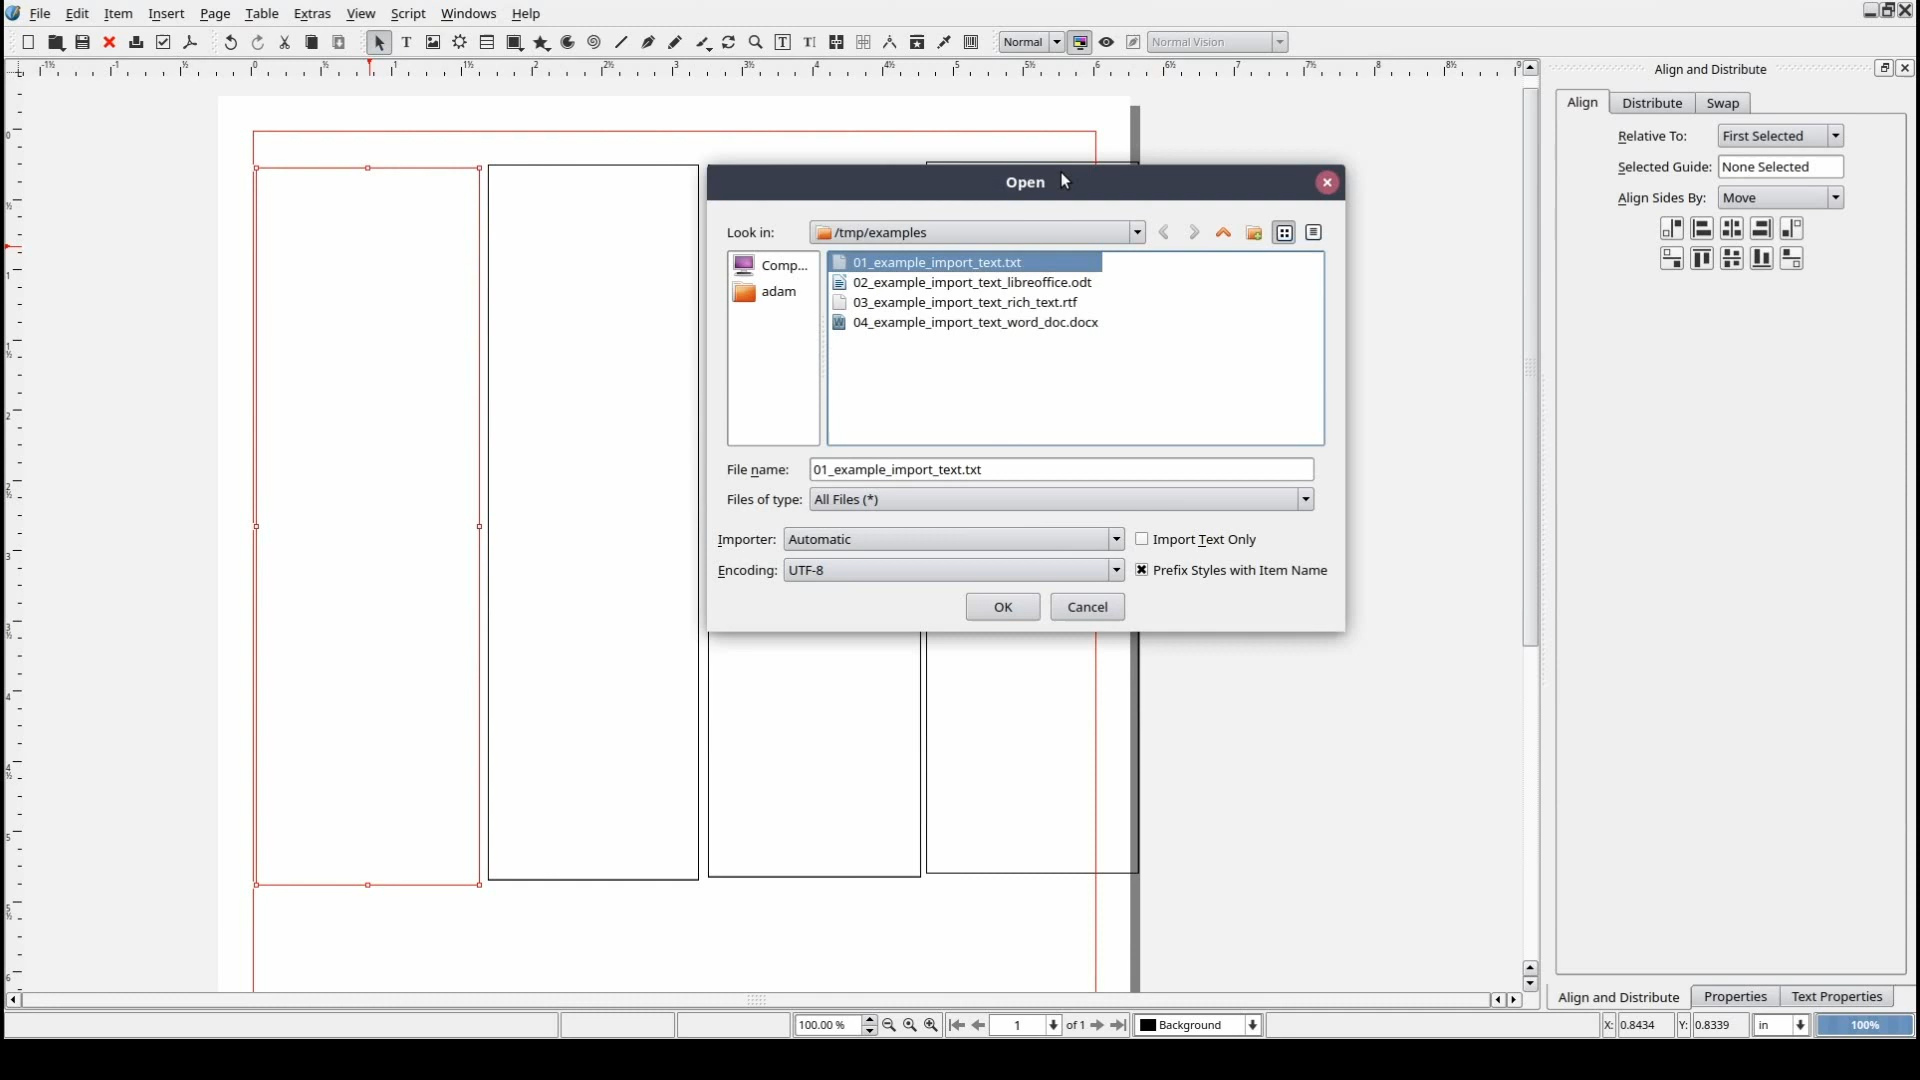 File Edit Item Insert Page Table Extras View Script Windows Help
Normal Normal Vision
Align and Distribute
Align Distribute Swap
Relative To: First Selected
Selected Guide: None Selected
Align Sides By: Move
Open
Look in: /tmp/examples
Comp...
adam
01_example_import_text.txt
02_example_import_text_libreoffice.odt
03_example_import_text_rich_text.rtf
04_example_import_text_word_doc.docx
File name: 01_example_import_text.txt
Files of type: All Files (*)
Importer: Automatic Import Text Only
Encoding: UTF-8 Prefix Styles with Item Name
OK Cancel
Align and Distribute Properties Text Properties
100.00 % 1 of 1 Background X: 0.8434 Y: 0.8339 in 100%